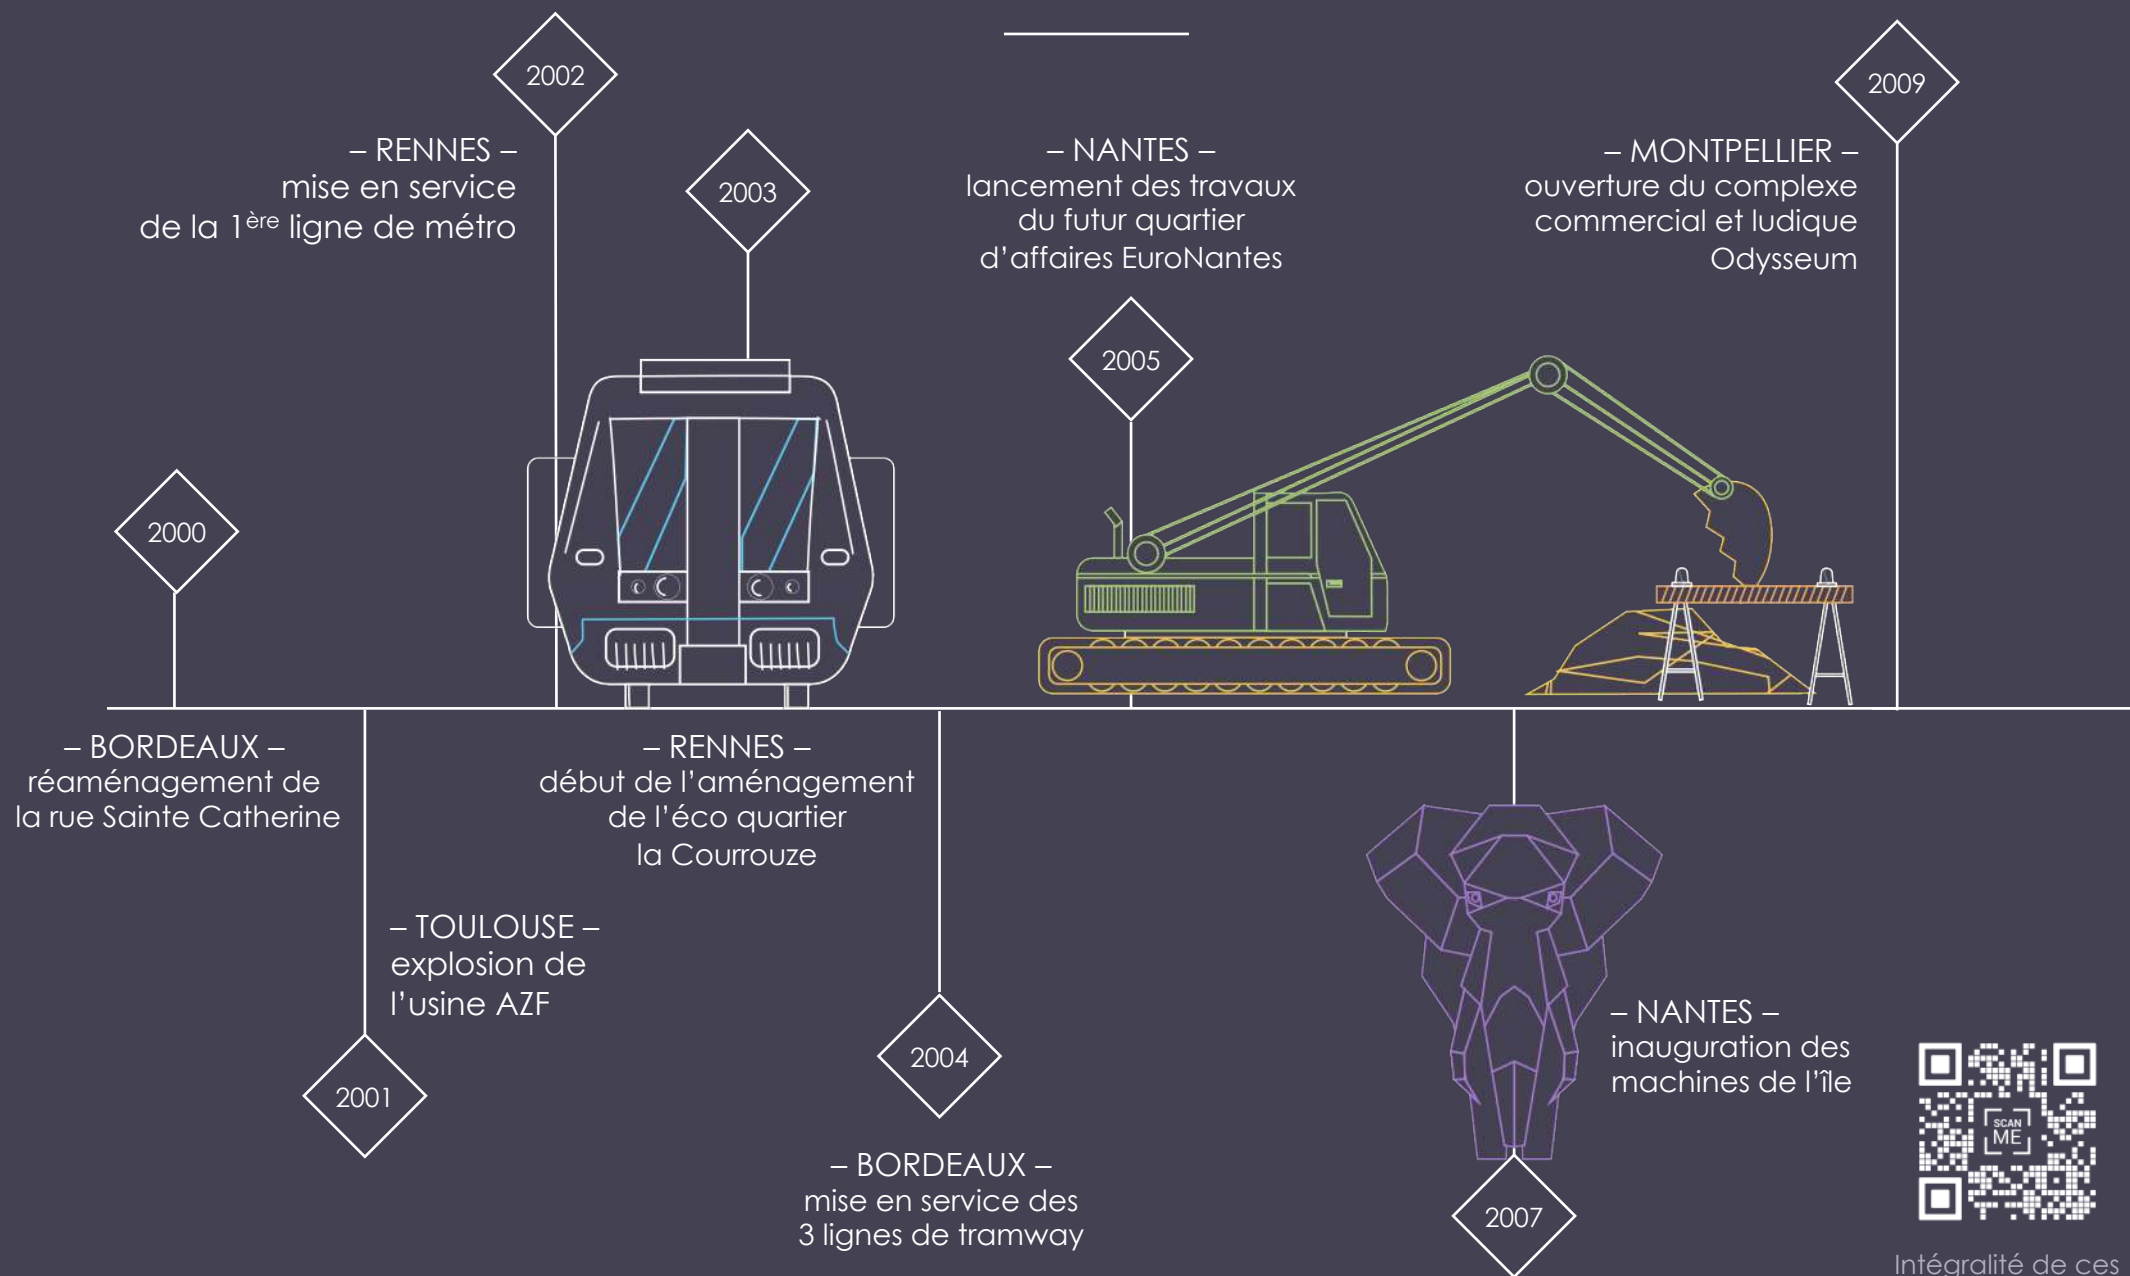 2002
– RENNES –
mise en service
de la 1ère ligne de métro
2003
– NANTES –
lancement des travaux
du futur quartier
d'affaires EuroNantes
2009
– MONTPELLIER –
ouverture du complexe
commercial et ludique
Odysseum
2005
2000
– BORDEAUX –
réaménagement de
la rue Sainte Catherine
– RENNES –
début de l'aménagement
de l'éco quartier
la Courrouze
– TOULOUSE –
explosion de
l'usine AZF
2001
2004
– BORDEAUX –
mise en service des
3 lignes de tramway
– NANTES –
inauguration des
machines de l'île
2007
SCAN
ME
Intégralité de ces